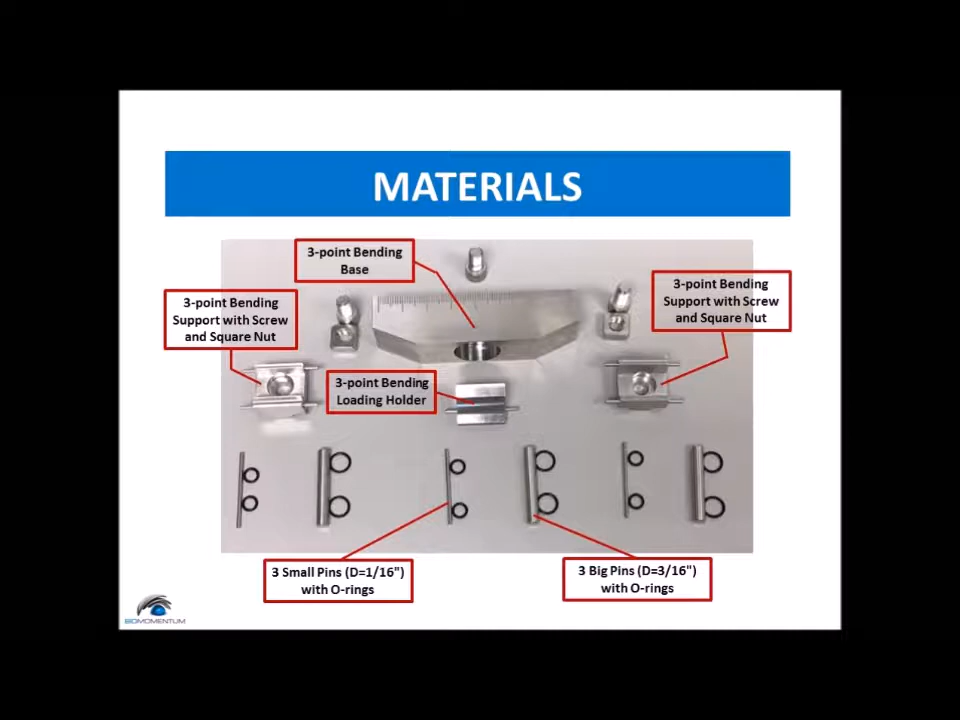 MATERIALS
3-point Bending
Base
3-point Bending
Support with Screw
and Square Nut
3-point Bending
Support with Screw
and Square Nut
3-point Bending
Loading Holder
3 Small Pins (D=1/16")
with O-rings
3 Big Pins (D=3/16")
with O-rings
BIOMOMENTUM